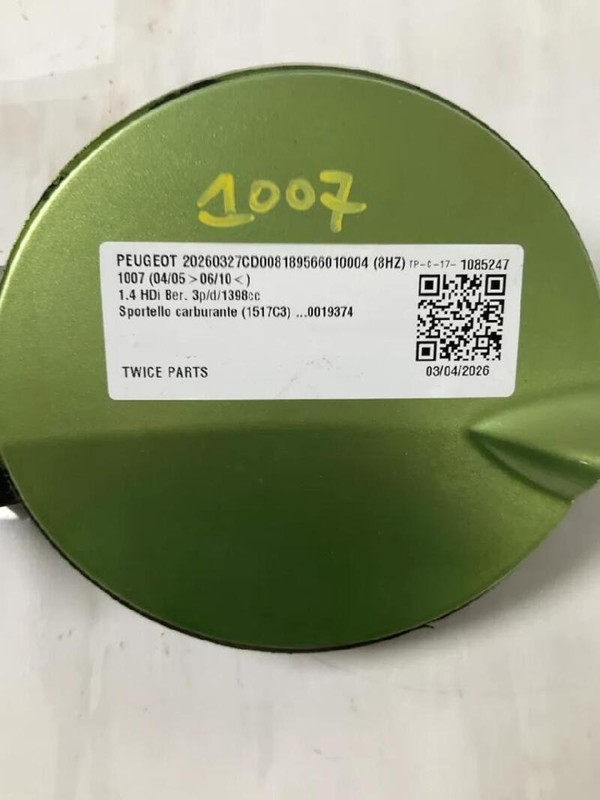 1007
PEUGEOT 20260327CD008189566010004 (8HZ) TP-C-17- 1085247
1007 (04/05 > 06/10 < )
1.4 HDi Ber. 3p/d/1398cc
Sportello carburante (1517C3) ...0019374
TWICE PARTS
03/04/2026